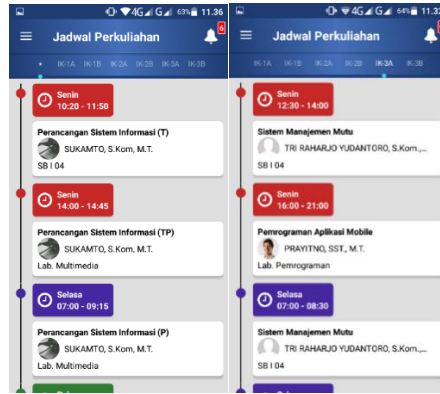 4G G 63% 11.36
Jadwal Perkuliahan
6
IK-1A IK-1B IK-2A IK-2B IK-3A IK-3B
Senin
10:20 - 11:50
Perancangan Sistem Informasi (T)
SUKAMTO, S.Kom, M.T.
SB I 04
Senin
14:00 - 14:45
Perancangan Sistem Informasi (TP)
SUKAMTO, S.Kom, M.T.
Lab. Multimedia
Selasa
07:00 - 09:15
Perancangan Sistem Informasi (P)
SUKAMTO, S.Kom, M.T.
Lab. Multimedia
4G G 64% 11.32
Jadwal Perkuliahan
IK-1A IK-1B IK-2A IK-2B IK-3A IK-3B
Senin
12:30 - 14:00
Sistem Manajemen Mutu
TRI RAHARJO YUDANTORO, S.Kom.,...
SB I 04
Senin
16:00 - 21:00
Pemrograman Aplikasi Mobile
PRAYITNO, SST., M.T.
Lab. Pemrograman
Selasa
07:00 - 08:30
Sistem Manajemen Mutu
TRI RAHARJO YUDANTORO, S.Kom.,...
SB I 04